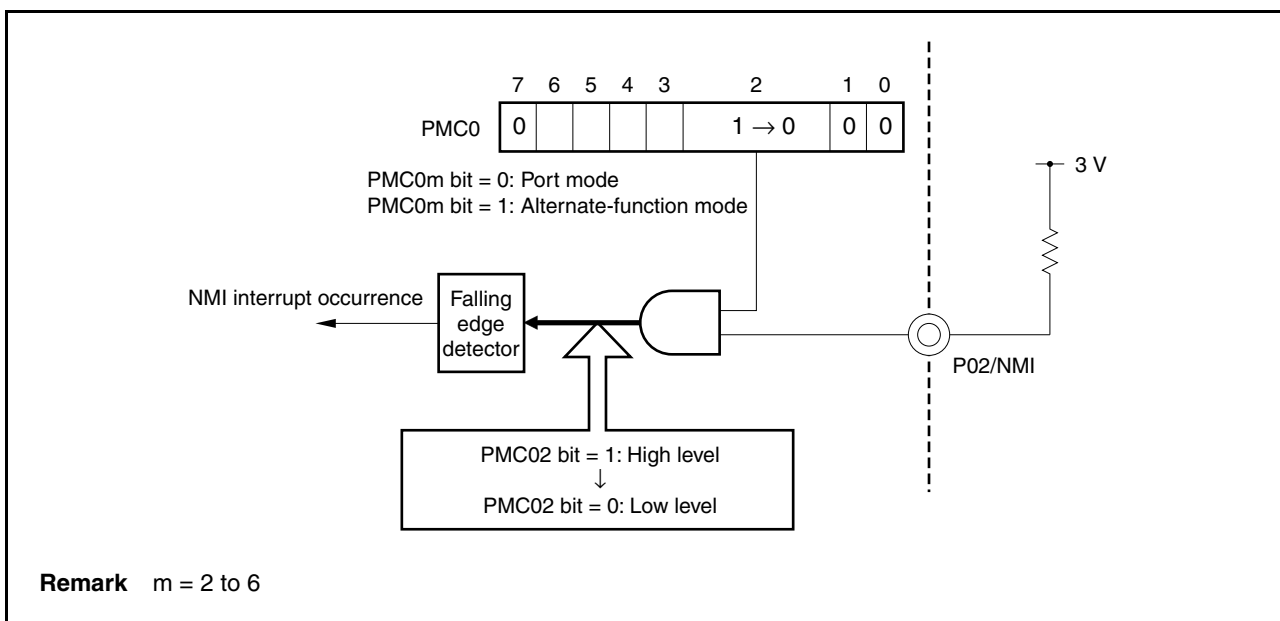 7 6 5 4 3 2 1 0
PMC0 0 1 → 0 0 0
3 V
PMC0m bit = 0: Port mode
PMC0m bit = 1: Alternate-function mode
NMI interrupt occurrence
Falling
edge
detector
P02/NMI
PMC02 bit = 1: High level
↓
PMC02 bit = 0: Low level
Remark m = 2 to 6